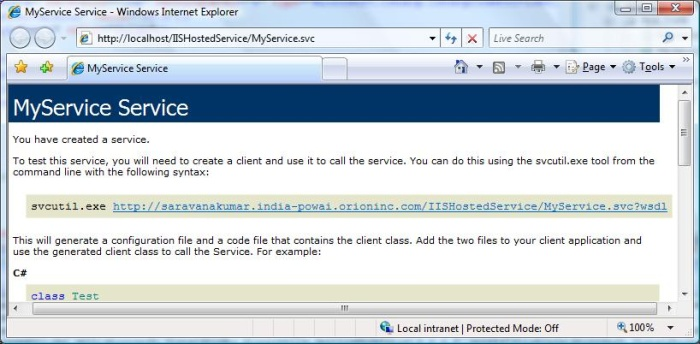 MyService Service - Windows Internet Explorer
http://localhost/IISHostedService/MyService.svc
Live Search
MyService Service
Page
Tools
MyService Service
You have created a service.
To test this service, you will need to create a client and use it to call the service. You can do this using the svcutil.exe tool from the
command line with the following syntax:
svcutil.exe http://saravanakumar.india-powai.orioninc.com/IISHostedService/MyService.svc?wsdl
This will generate a configuration file and a code file that contains the client class. Add the two files to your client application and
use the generated client class to call the Service. For example:
C#
class Test
Local intranet | Protected Mode: Off
100%